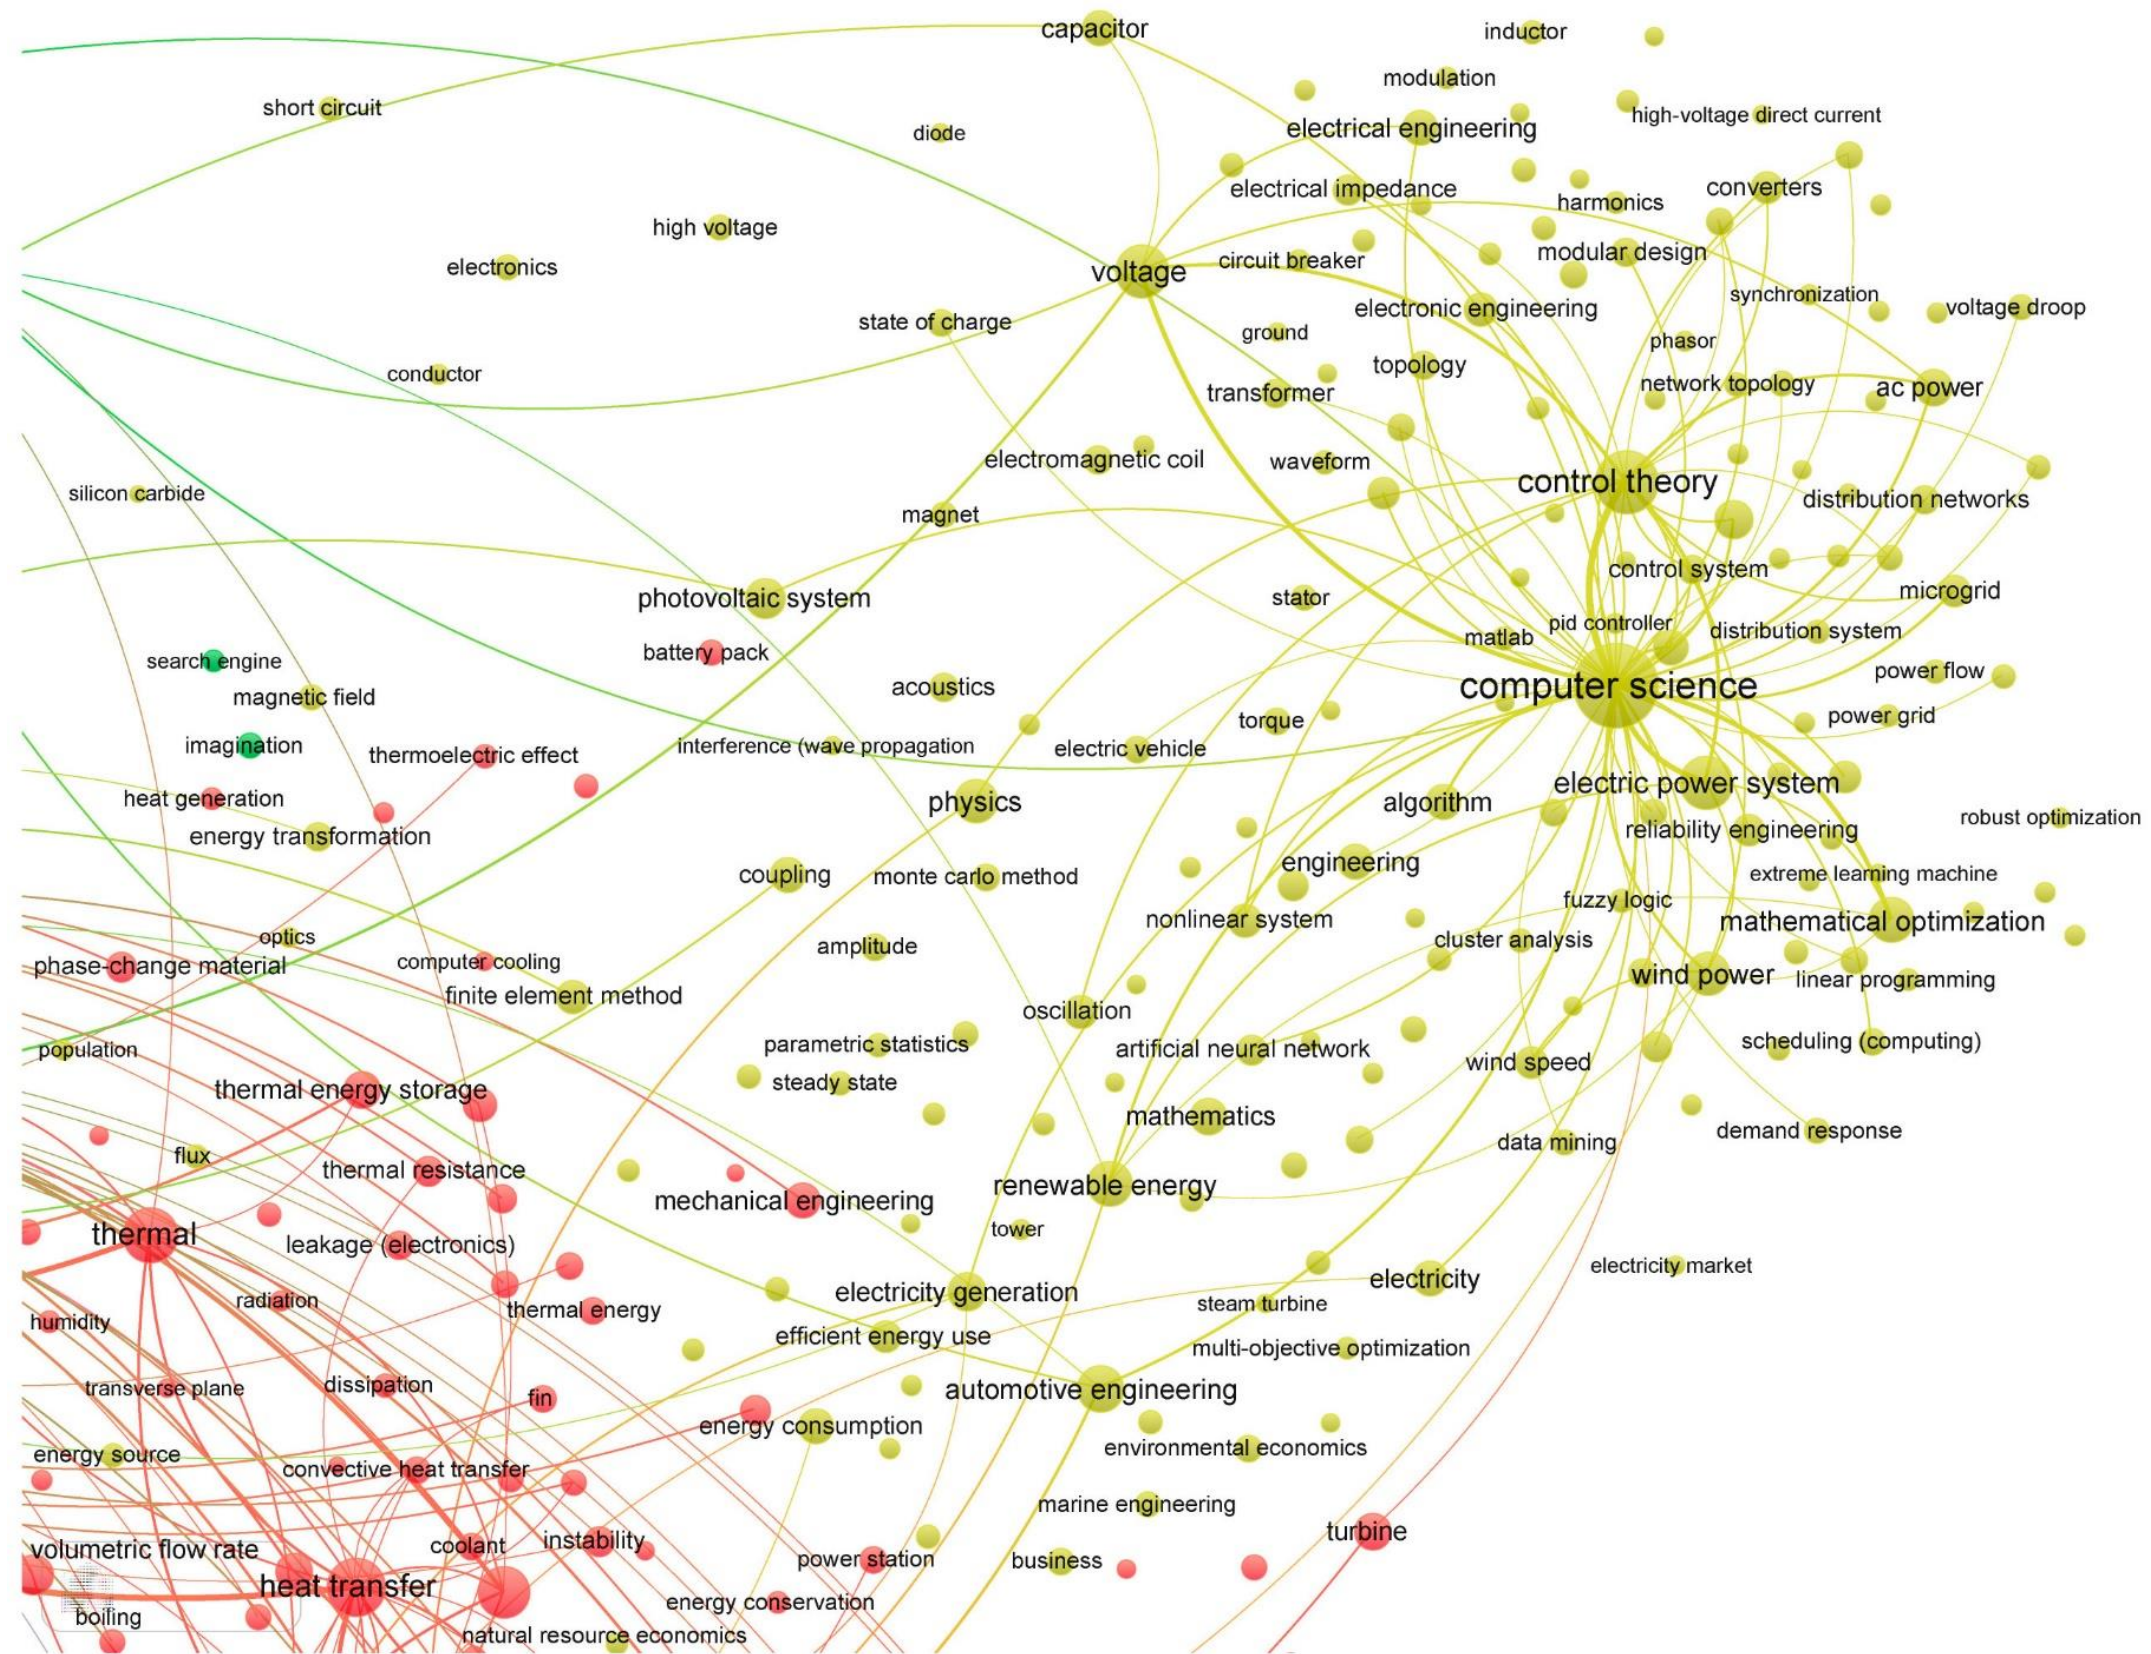 capacitor
inductor
modulation
short circuit
high-voltage direct current
diode
electrical engineering
electrical impedance
converters
harmonics
high voltage
modular design
circuit breaker
electronics
voltage
synchronization
voltage droop
electronic engineering
state of charge
ground
phasor
topology
conductor
network topology
ac power
transformer
electromagnetic coil
waveform
control theory
silicon carbide
distribution networks
magnet
control system
microgrid
photovoltaic system
stator
pid controller
distribution system
matlab
battery pack
search engine
power flow
computer science
acoustics
magnetic field
power grid
torque
imagination
interference (wave propagation
electric vehicle
thermoelectric effect
electric power system
heat generation
physics
algorithm
robust optimization
reliability engineering
energy transformation
engineering
coupling
monte carlo method
extreme learning machine
fuzzy logic
nonlinear system
mathematical optimization
optics
cluster analysis
amplitude
computer cooling
phase-change material
wind power
linear programming
finite element method
oscillation
scheduling (computing)
parametric statistics
artificial neural network
population
wind speed
steady state
thermal energy storage
mathematics
demand response
data mining
flux
thermal resistance
renewable energy
mechanical engineering
tower
thermal
leakage (electronics)
electricity market
electricity
electricity generation
radiation
steam turbine
thermal energy
humidity
efficient energy use
multi-objective optimization
dissipation
transverse plane
automotive engineering
fin
energy consumption
environmental economics
energy source
convective heat transfer
marine engineering
turbine
instability
coolant
volumetric flow rate
power station
business
heat transfer
energy conservation
boiling
natural resource economics